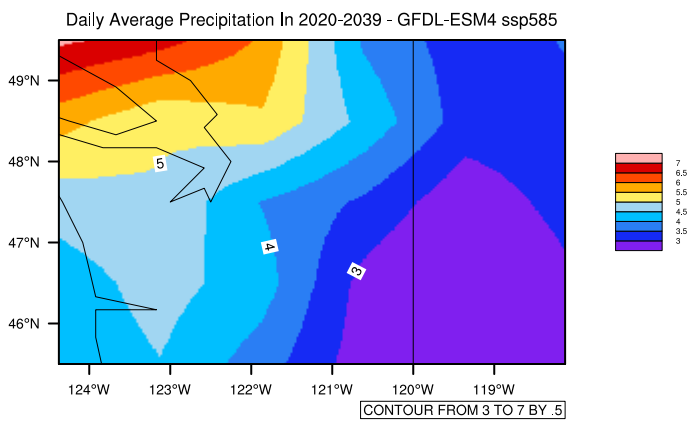 Daily Average Precipitation In 2020-2039 - GFDL-ESM4 ssp585
49°N
48°N
47°N
46°N
5
4
3
124°W 123°W 122°W 121°W 120°W 119°W
CONTOUR FROM 3 TO 7 BY .5
7
6.5
6
5.5
5
4.5
4
3.5
3